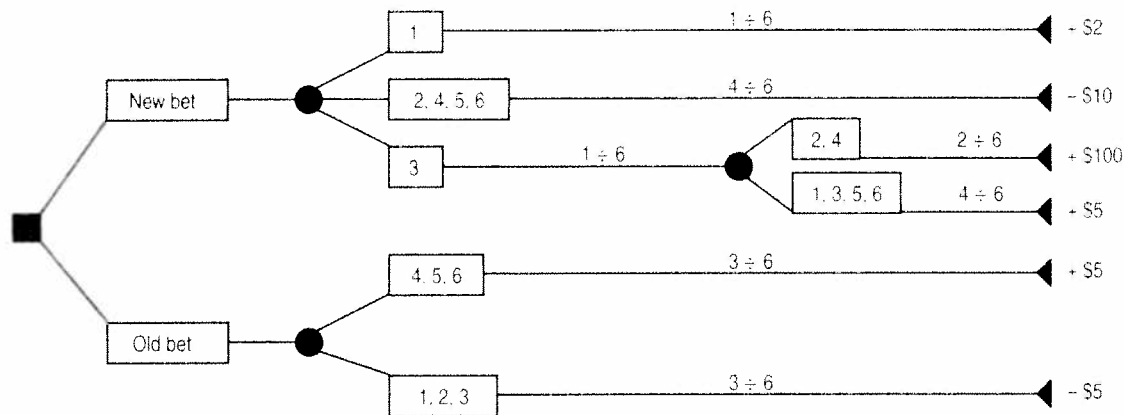 1
1 ÷ 6
+ $2
New bet
2, 4, 5, 6
4 ÷ 6
− $10
3
1 ÷ 6
2, 4
2 ÷ 6
+ $100
1, 3, 5, 6
4 ÷ 6
+ $5
4, 5, 6
3 ÷ 6
+ $5
Old bet
1, 2, 3
3 ÷ 6
− $5